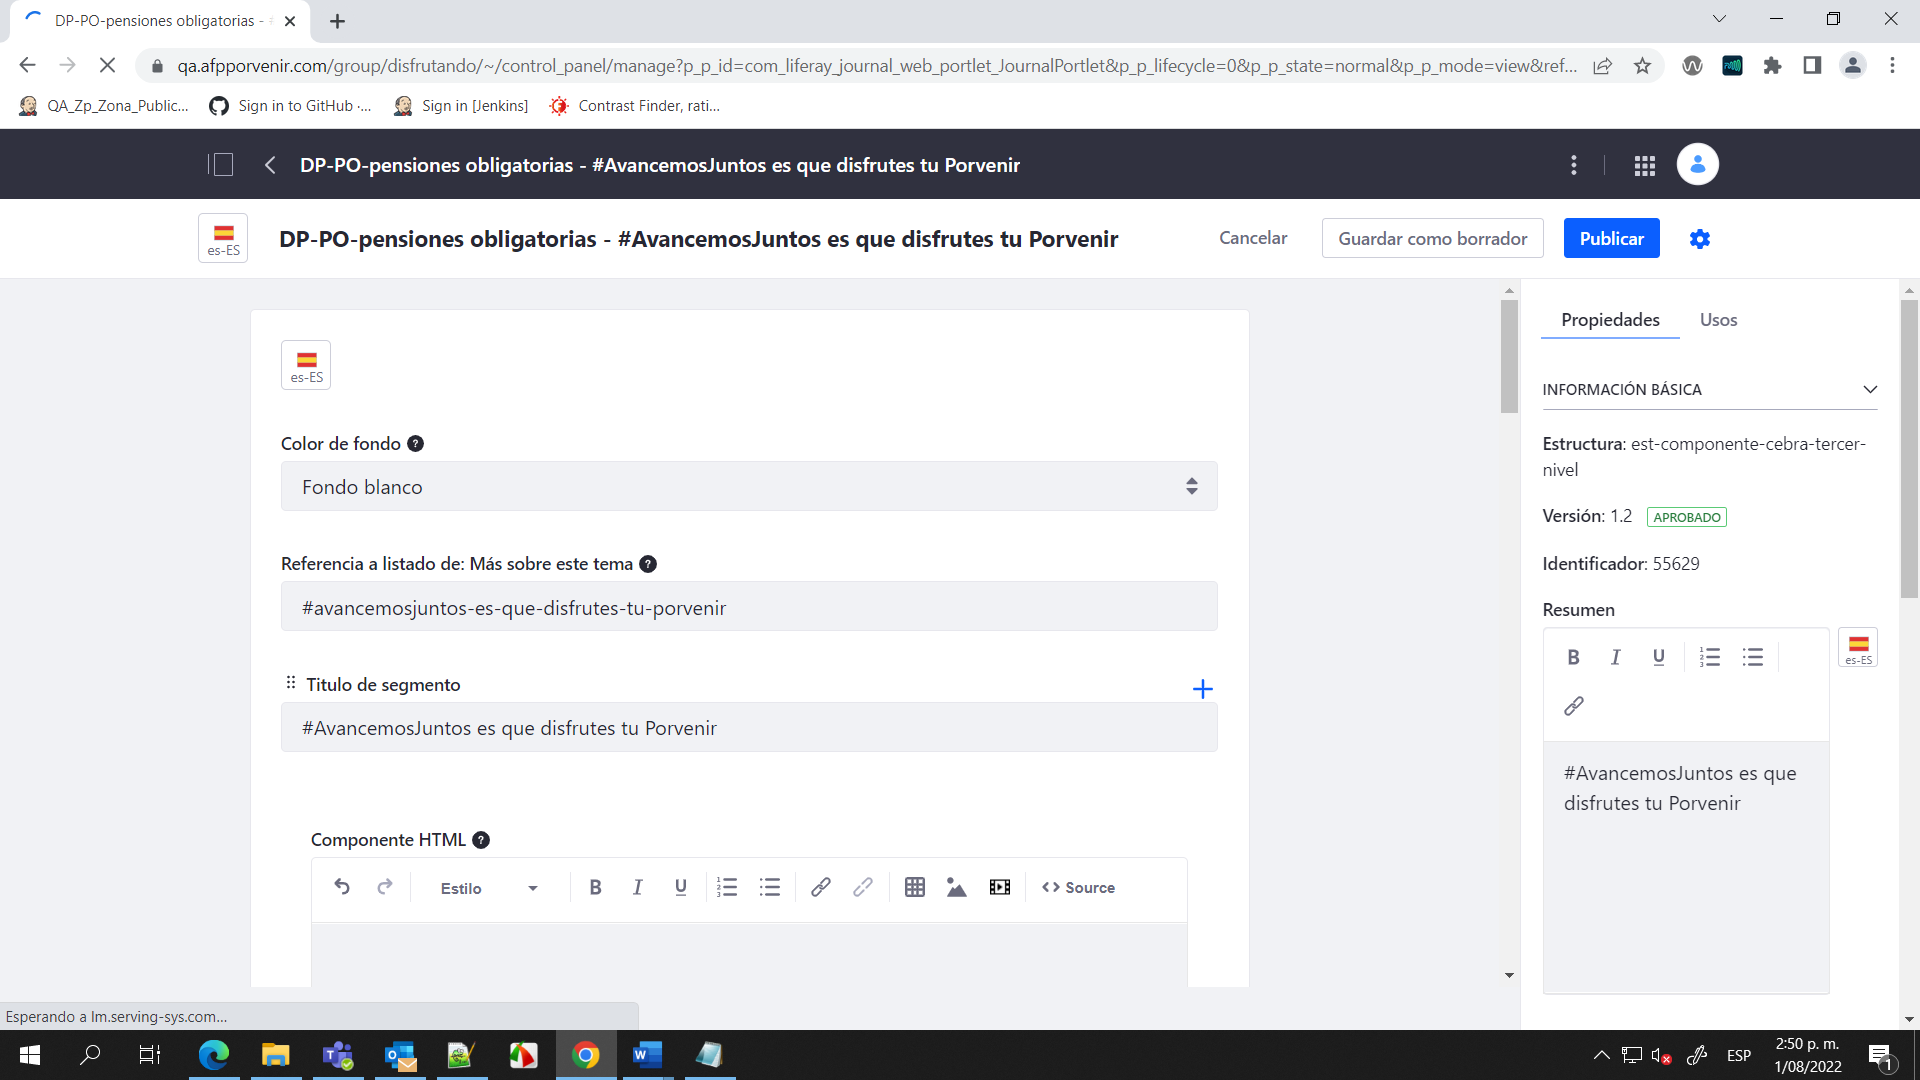 DP-PO-pensiones obligatorias - #
qa.afpporvenir.com/group/disfrutando/~/control_panel/manage?p_p_id=com_liferay_journal_web_portlet_JournalPortlet&p_p_lifecycle=0&p_p_state=normal&p_p_mode=view&ref...
QA_Zp_Zona_Public...
Sign in to GitHub ·...
Sign in [Jenkins]
Contrast Finder, rati...
DP-PO-pensiones obligatorias - #AvancemosJuntos es que disfrutes tu Porvenir
es-ES
DP-PO-pensiones obligatorias - #AvancemosJuntos es que disfrutes tu Porvenir
Cancelar
Guardar como borrador
Publicar
es-ES
Color de fondo ?
Fondo blanco
Referencia a listado de: Más sobre este tema ?
#avancemosjuntos-es-que-disfrutes-tu-porvenir
Titulo de segmento
#AvancemosJuntos es que disfrutes tu Porvenir
Componente HTML ?
Estilo
B I U
Source
Propiedades
Usos
INFORMACIÓN BÁSICA
Estructura: est-componente-cebra-tercer-
nivel
Versión: 1.2 APROBADO
Identificador: 55629
Resumen
B I U
es-ES
#AvancemosJuntos es que
disfrutes tu Porvenir
Esperando a lm.serving-sys.com...
ESP
2:50 p. m.
1/08/2022
1